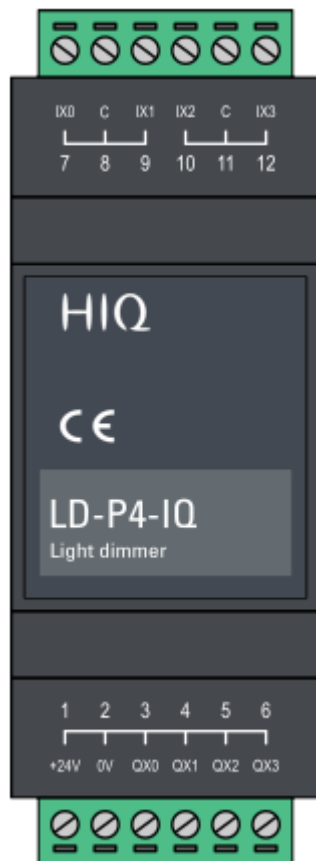 IX0 C IX1 IX2 C IX3
7 8 9 10 11 12
HIQ
CE
LD-P4-IQ
Light dimmer
1 2 3 4 5 6
+24V 0V QX0 QX1 QX2 QX3